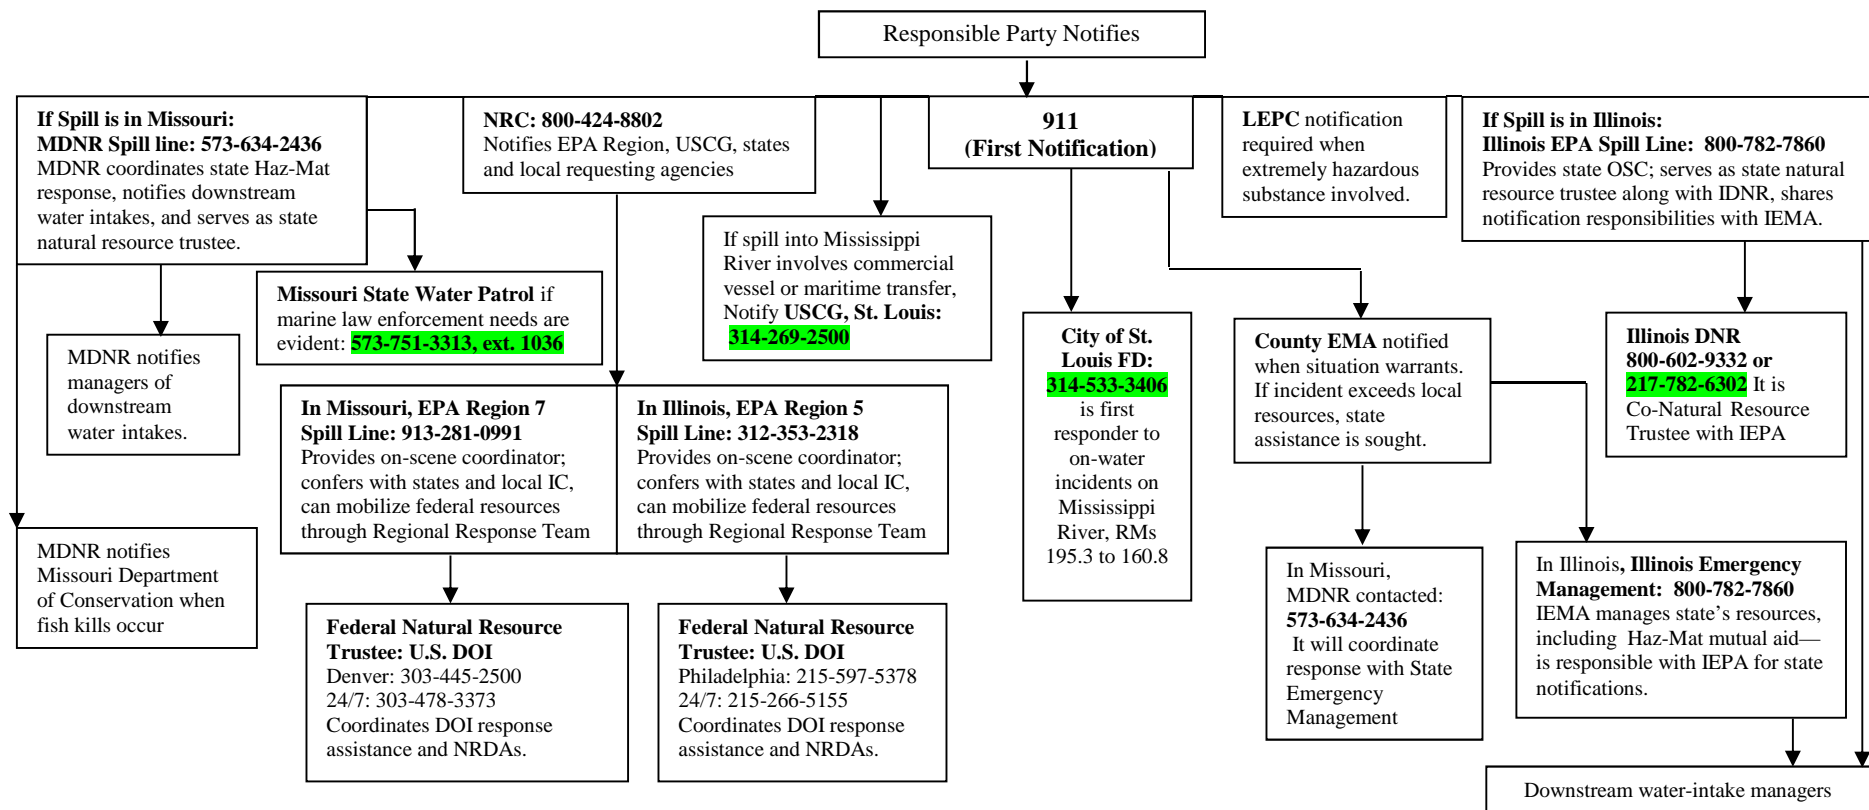 Responsible Party Notifies
If Spill is in Missouri:
MDNR Spill line: 573-634-2436
MDNR coordinates state Haz-Mat
response, notifies downstream
water intakes, and serves as state
natural resource trustee.
NRC: 800-424-8802
Notifies EPA Region, USCG, states
and local requesting agencies
911
(First Notification)
LEPC notification
required when
extremely hazardous
substance involved.
If Spill is in Illinois:
Illinois EPA Spill Line: 800-782-7860
Provides state OSC; serves as state natural
resource trustee along with IDNR, shares
notification responsibilities with IEMA.
If spill into Mississippi
River involves commercial
vessel or maritime transfer,
Notify USCG, St. Louis:
314-269-2500
Missouri State Water Patrol if
marine law enforcement needs are
evident: 573-751-3313, ext. 1036
MDNR notifies
managers of
downstream
water intakes.
City of St.
Louis FD:
314-533-3406
is first
responder to
on-water
incidents on
Mississippi
River, RMs
195.3 to 160.8
County EMA notified
when situation warrants.
If incident exceeds local
resources, state
assistance is sought.
Illinois DNR
800-602-9332 or
217-782-6302 It is
Co-Natural Resource
Trustee with IEPA
In Missouri, EPA Region 7
Spill Line: 913-281-0991
Provides on-scene coordinator;
confers with states and local IC,
can mobilize federal resources
through Regional Response Team
In Illinois, EPA Region 5
Spill Line: 312-353-2318
Provides on-scene coordinator;
confers with states and local IC,
can mobilize federal resources
through Regional Response Team
MDNR notifies
Missouri Department
of Conservation when
fish kills occur
In Missouri,
MDNR contacted:
573-634-2436
It will coordinate
response with State
Emergency
Management
In Illinois, Illinois Emergency
Management: 800-782-7860
IEMA manages state’s resources,
including Haz-Mat mutual aid—
is responsible with IEPA for state
notifications.
Federal Natural Resource
Trustee: U.S. DOI
Denver: 303-445-2500
24/7: 303-478-3373
Coordinates DOI response
assistance and NRDAs.
Federal Natural Resource
Trustee: U.S. DOI
Philadelphia: 215-597-5378
24/7: 215-266-5155
Coordinates DOI response
assistance and NRDAs.
Downstream water-intake managers